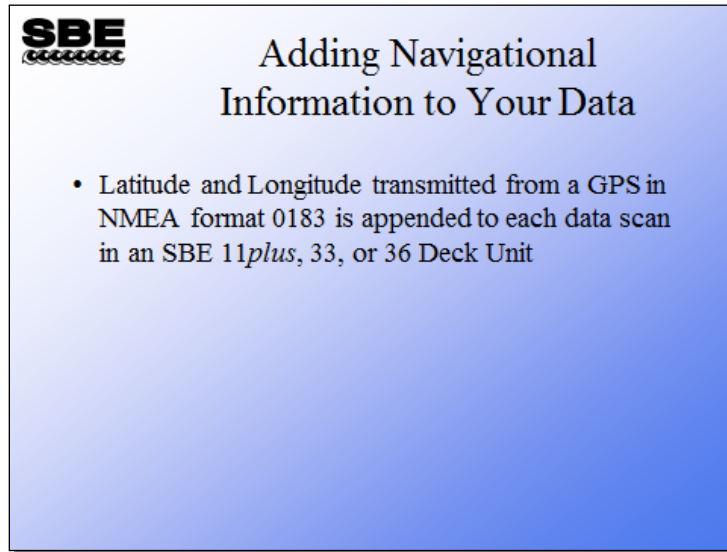 SBE
Adding Navigational
Information to Your Data
• Latitude and Longitude transmitted from a GPS in
NMEA format 0183 is appended to each data scan
in an SBE 11plus, 33, or 36 Deck Unit